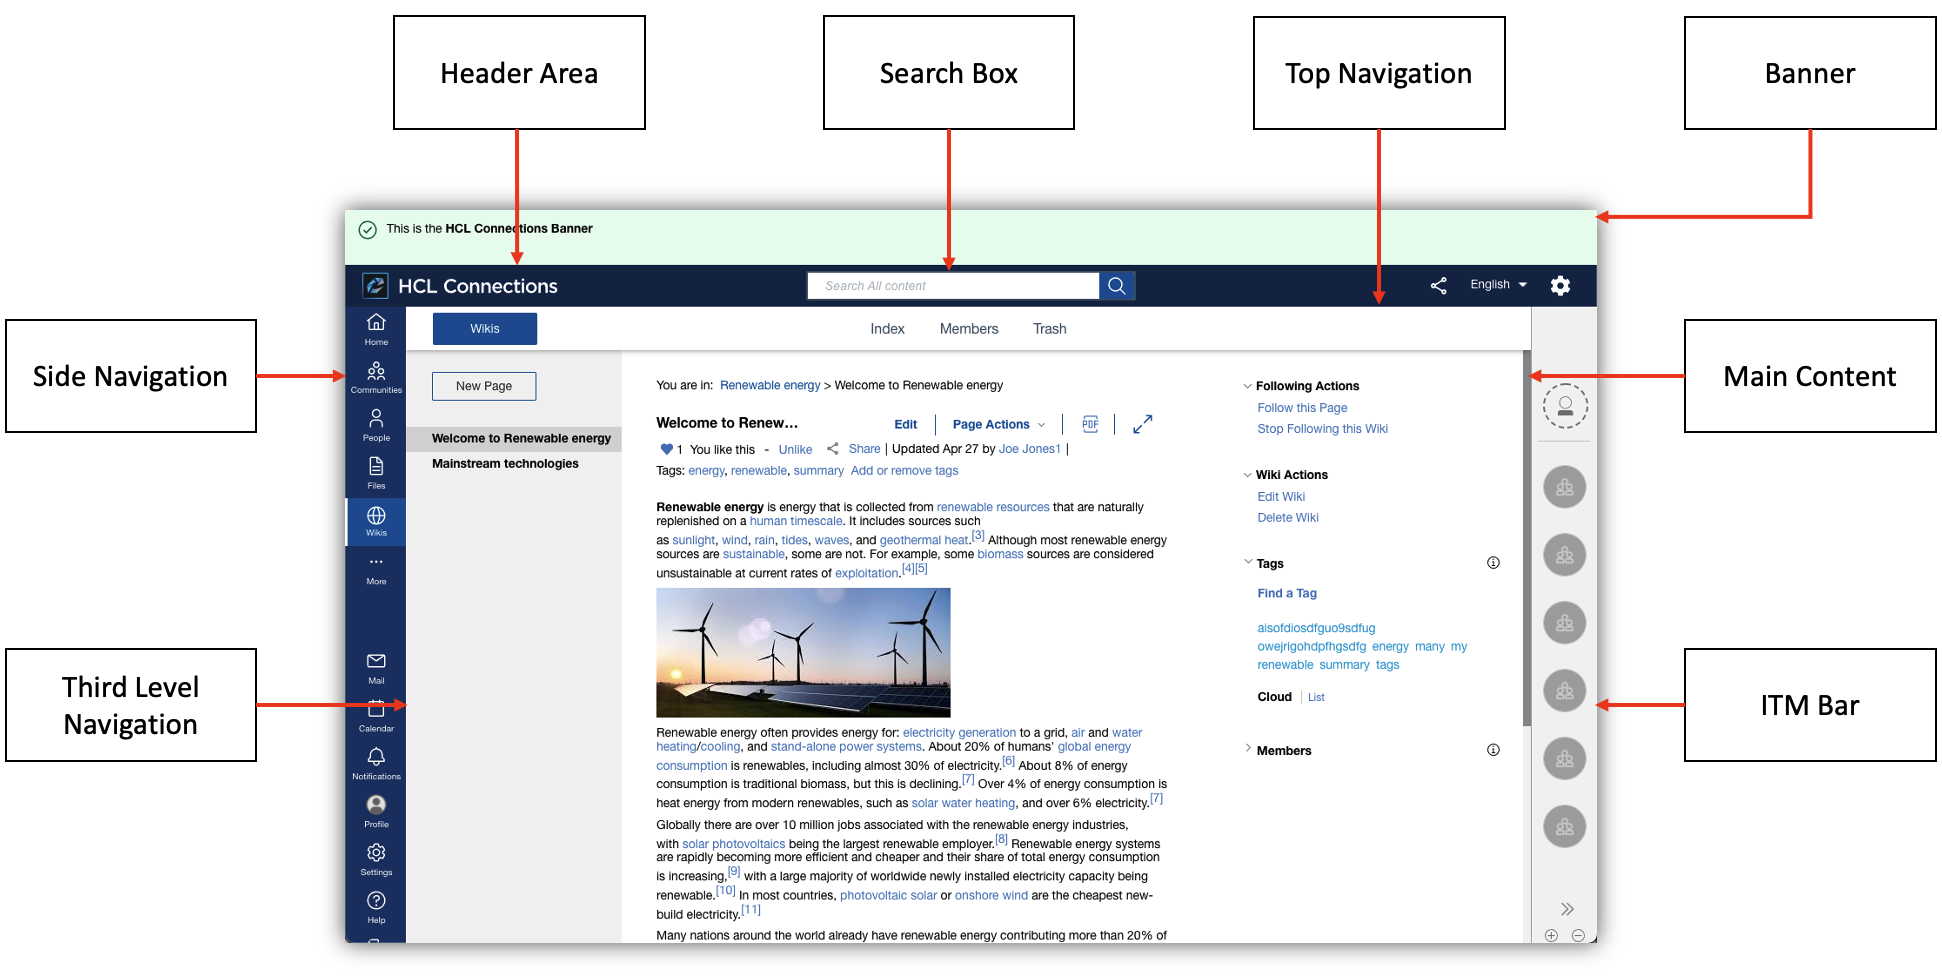 Header Area
Search Box
Top Navigation
Banner
This is the HCL Connections Banner
HCL Connections
Search All content
English
Side Navigation
Third Level
Navigation
Main Content
ITM Bar
Home
Communities
People
Files
Wikis
More
Mail
Calendar
Notifications
Profile
Settings
Help
Wikis
Index
Members
Trash
New Page
Welcome to Renewable energy
Mainstream technologies
You are in: Renewable energy > Welcome to Renewable energy
Welcome to Renew...
Edit
Page Actions
PDF
1 You like this - Unlike Share | Updated Apr 27 by Joe Jones1 |
Tags: energy, renewable, summary Add or remove tags
Renewable energy is energy that is collected from renewable resources that are naturally
replenished on a human timescale. It includes sources such
as sunlight, wind, rain, tides, waves, and geothermal heat.[3] Although most renewable energy
sources are sustainable, some are not. For example, some biomass sources are considered
unsustainable at current rates of exploitation.[4][5]
Renewable energy often provides energy for: electricity generation to a grid, air and water
heating/cooling, and stand-alone power systems. About 20% of humans' global energy
consumption is renewables, including almost 30% of electricity.[6] About 8% of energy
consumption is traditional biomass, but this is declining.[7] Over 4% of energy consumption is
heat energy from modern renewables, such as solar water heating, and over 6% electricity.[7]
Globally there are over 10 million jobs associated with the renewable energy industries,
with solar photovoltaics being the largest renewable employer.[8] Renewable energy systems
are rapidly becoming more efficient and cheaper and their share of total energy consumption
is increasing,[9] with a large majority of worldwide newly installed electricity capacity being
renewable.[10] In most countries, photovoltaic solar or onshore wind are the cheapest new-
build electricity.[11]
Many nations around the world already have renewable energy contributing more than 20% of
Following Actions
Follow this Page
Stop Following this Wiki
Wiki Actions
Edit Wiki
Delete Wiki
Tags
Find a Tag
aisofdiosdfguo9sdfug
owejrigohdpfhgsdfg energy many my
renewable summary tags
Cloud | List
Members